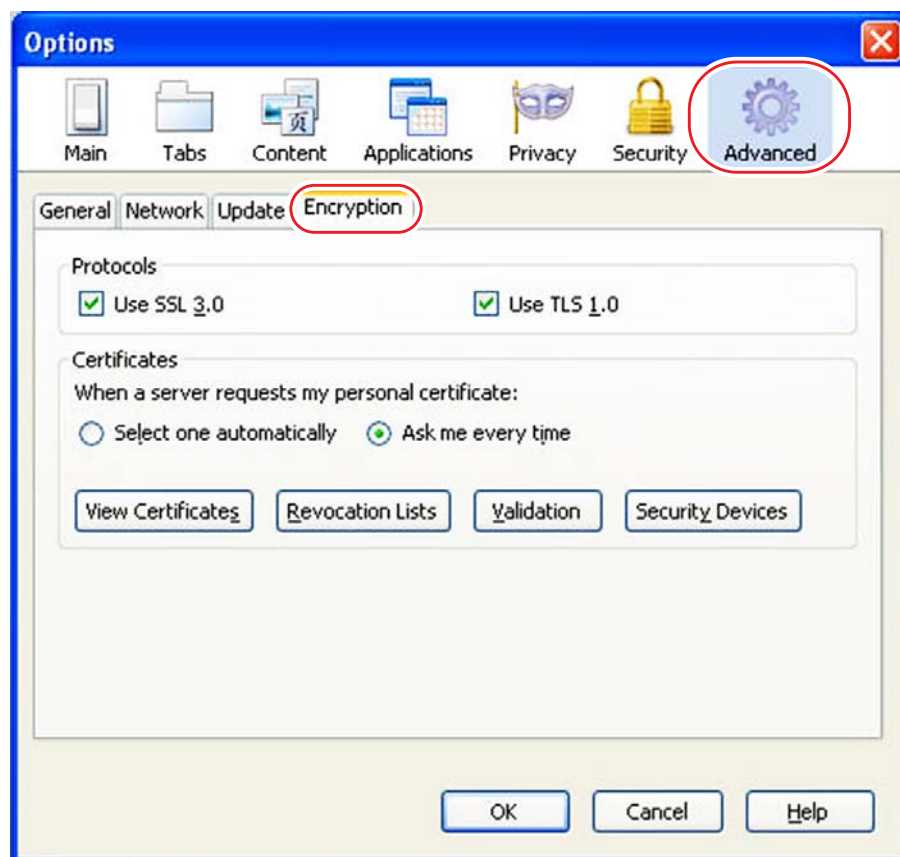 Options
页
Main Tabs Content Applications Privacy Security Advanced
General Network Update Encryption
Protocols
Use SSL 3.0 Use TLS 1.0
Certificates
When a server requests my personal certificate:
Select one automatically Ask me every time
View Certificates Revocation Lists Validation Security Devices
OK Cancel Help